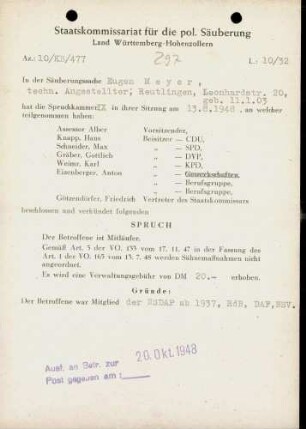 Staatskommissariat für die pol. Säuberung
Land Württemberg-Hohenzollern
Az: 10/KE/477
297
L: 10/32
In der Säuberungssache Eugen Mayer,
techn. Angestellter, Reutlingen, Leonhardstr. 20,
geb. 11.1.03
hat die Spruchkammer IX in ihrer Sitzung am 13.8.1948 , an welcher
teilgenommen haben:
Assessor Alber Vorsitzender,
Knapp, Hans Beisitzer — CDU,
Schneider, Max „ — SPD,
Gräber, Gottlieb „ — DVP,
Weimr, Karl „ — KPD,
Eisenberger, Anton „ — Gewerkschaften,
„ — Berufsgruppe,
„ — Berufsgruppe,
Götzendörfer, Friedrich Vertreter des Staatskommissars
beschlossen und verkündet folgenden
SPRUCH
Der Betroffene ist Mitläufer.
Gemäß Art. 5 der VO. 133 vom 17. 11. 47 in der Fassung des
Art. 1 der VO. 165 vom 13. 7. 48 werden Sühnemaßnahmen nicht
angeordnet.
Es wird eine Verwaltungsgebühr von DM 20.— erhoben.
Gründe:
Der Betroffene war Mitglied der NSDAP ab 1937, RdB, DAF, NSV.
20. Okt. 1948
Ausf. an Betr. zur
Post gegeben am: